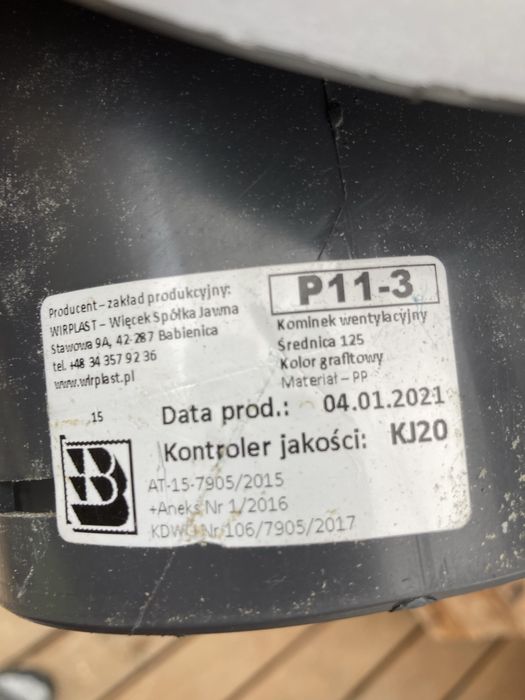 Producent – zakład produkcyjny:
WIRPLAST – Więcek Spółka Jawna
Stawowa 9A, 42-287 Babienica
tel. +48 34 357 92 36
www.wirplast.pl
P11-3
Kominek wentylacyjny
Średnica 125
Kolor grafitowy
Materiał – PP
15
Data prod.: 04.01.2021
Kontroler jakości: KJ20
AT-15-7905/2015
+Aneks Nr 1/2016
KDWU Nr 106/7905/2017